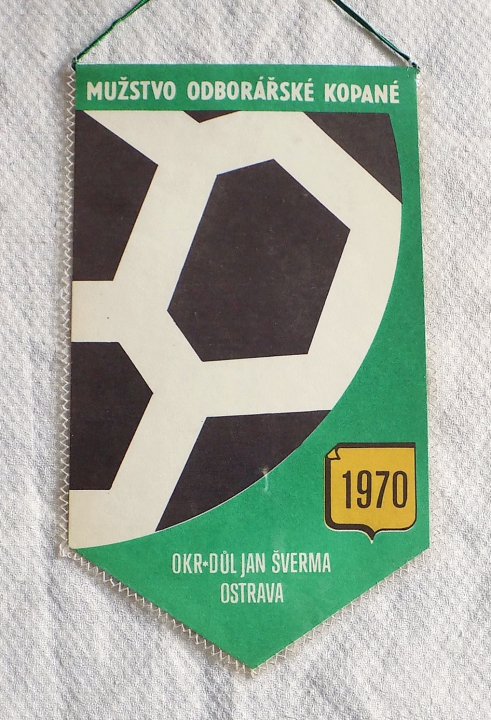 MUŽSTVO ODBORÁŘSKÉ KOPANÉ
1970
OKR*DŮL JAN ŠVERMA
OSTRAVA